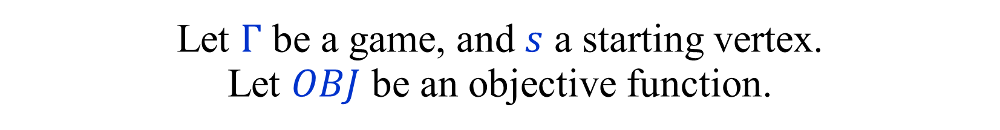 Let Γ be a game, and s a starting vertex.
Let OBJ be an objective function.